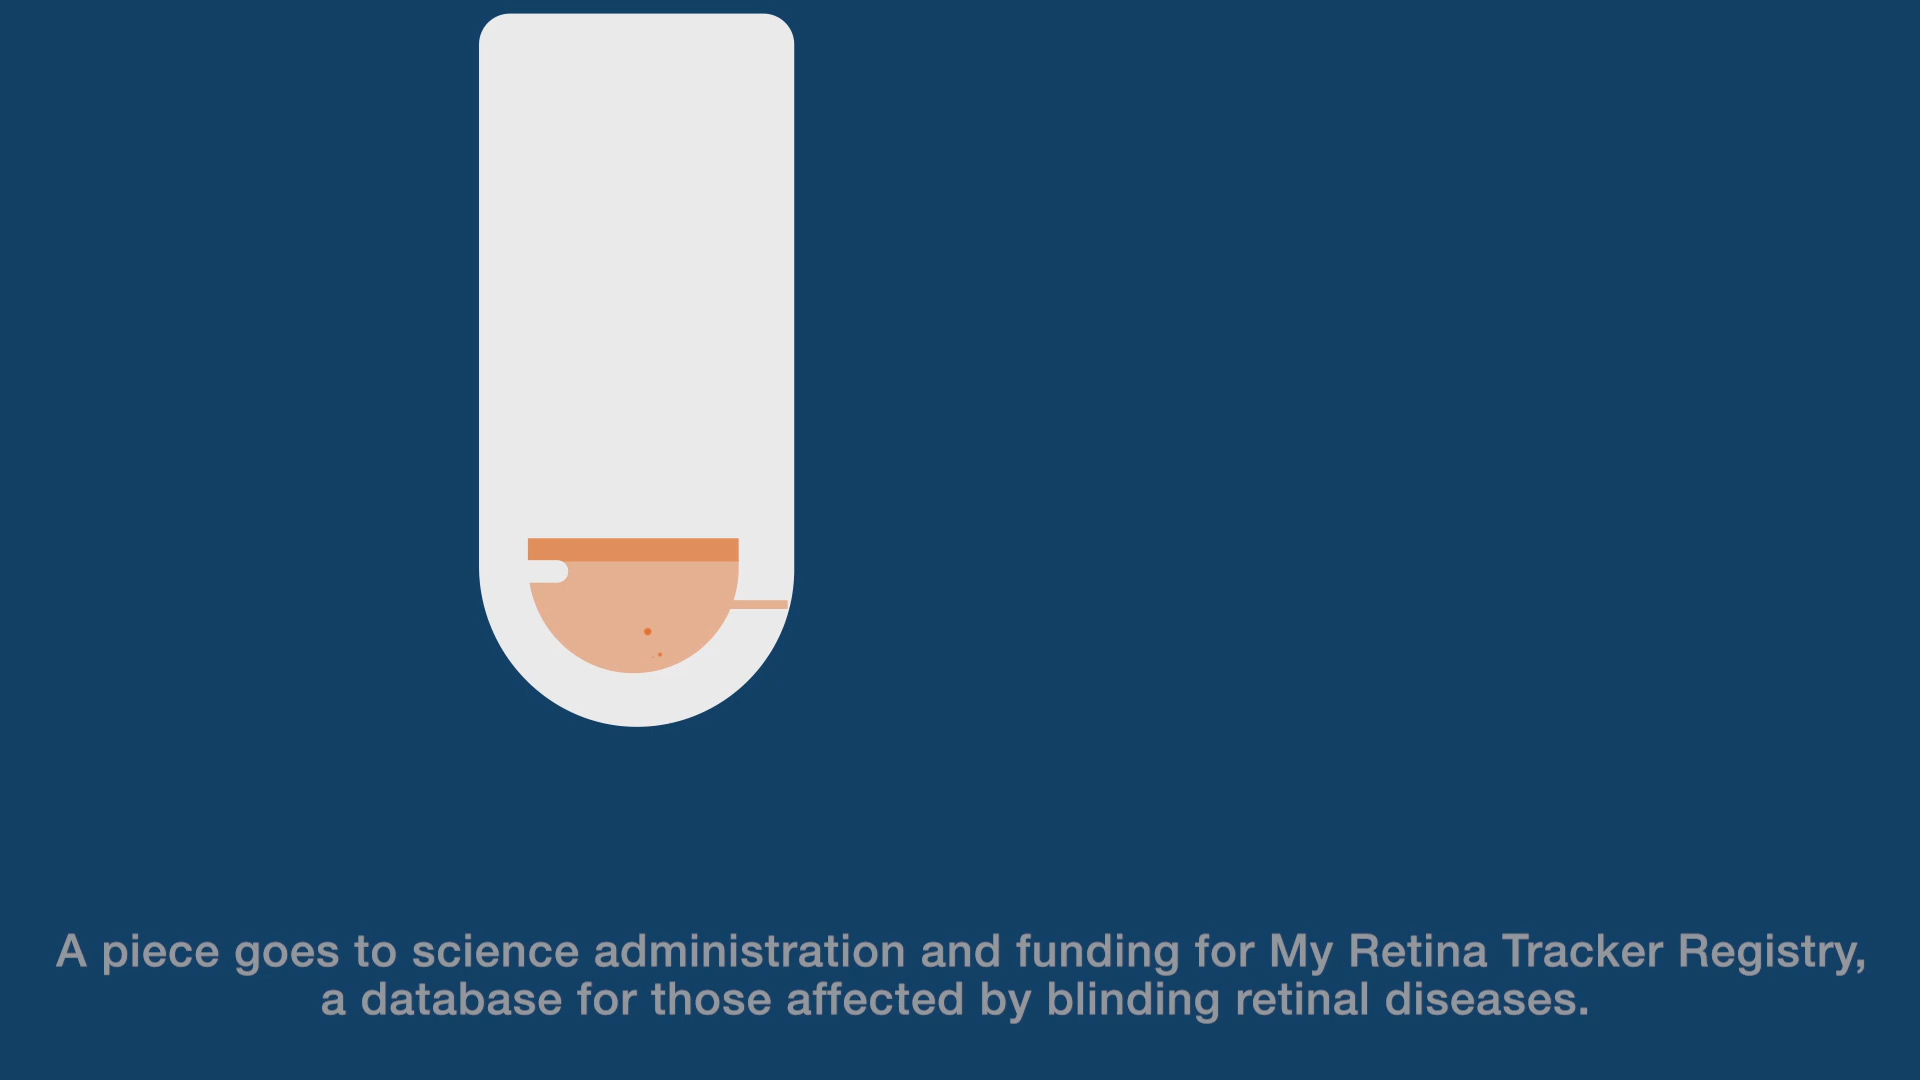 A piece goes to science administration and funding for My Retina Tracker Registry,
a database for those affected by blinding retinal diseases.